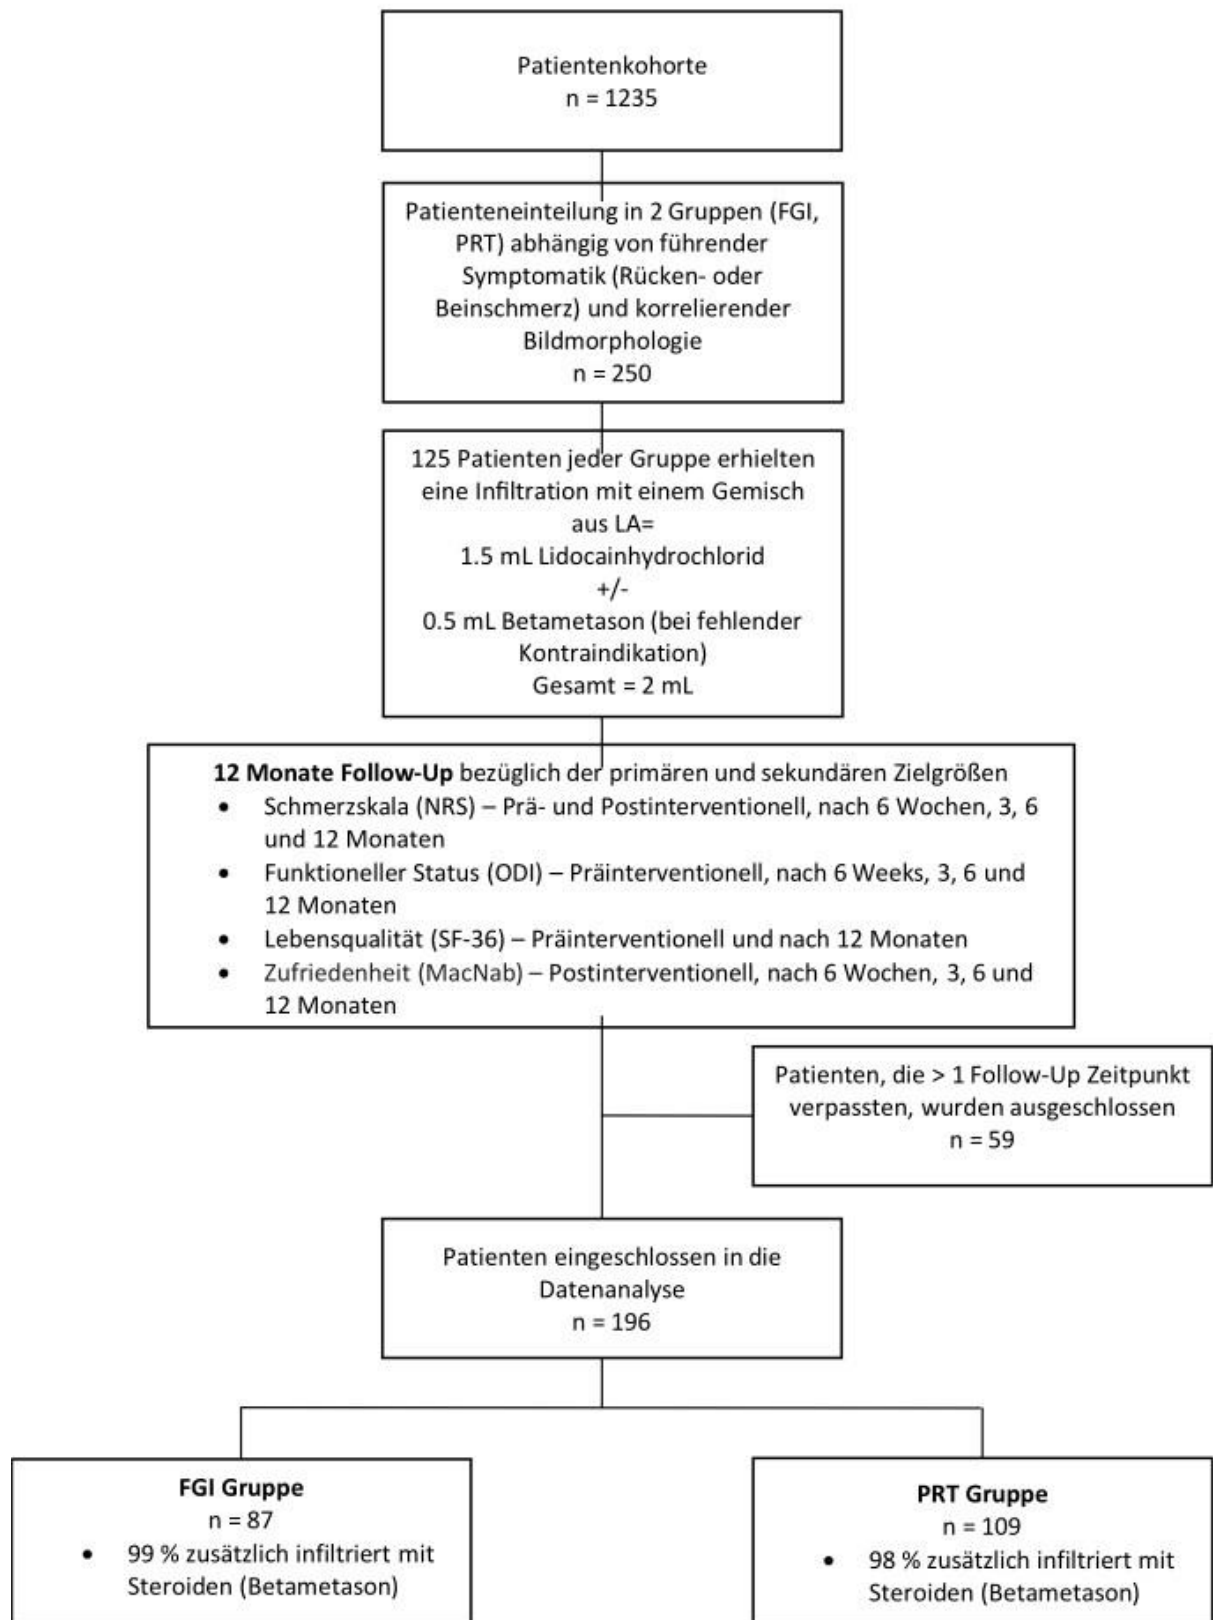 Patientenkohorte
n = 1235
Patienteneinteilung in 2 Gruppen (FGI,
PRT) abhängig von führender
Symptomatik (Rücken- oder
Beinschmerz) und korrelierender
Bildmorphologie
n = 250
125 Patienten jeder Gruppe erhielten
eine Infiltration mit einem Gemisch
aus LA=
1.5 mL Lidocainhydrochlorid
+/-
0.5 mL Betametason (bei fehlender
Kontraindikation)
Gesamt = 2 mL
12 Monate Follow-Up bezüglich der primären und sekundären Zielgrößen
• Schmerzskala (NRS) – Prä- und Postinterventionell, nach 6 Wochen, 3, 6
und 12 Monaten
• Funktioneller Status (ODI) – Präinterventionell, nach 6 Weeks, 3, 6 und
12 Monaten
• Lebensqualität (SF-36) – Präinterventionell und nach 12 Monaten
• Zufriedenheit (MacNab) – Postinterventionell, nach 6 Wochen, 3, 6 und
12 Monaten
Patienten, die > 1 Follow-Up Zeitpunkt
verpassten, wurden ausgeschlossen
n = 59
Patienten eingeschlossen in die
Datenanalyse
n = 196
FGI Gruppe
n = 87
• 99 % zusätzlich infiltriert mit
Steroiden (Betametason)
PRT Gruppe
n = 109
• 98 % zusätzlich infiltriert mit
Steroiden (Betametason)